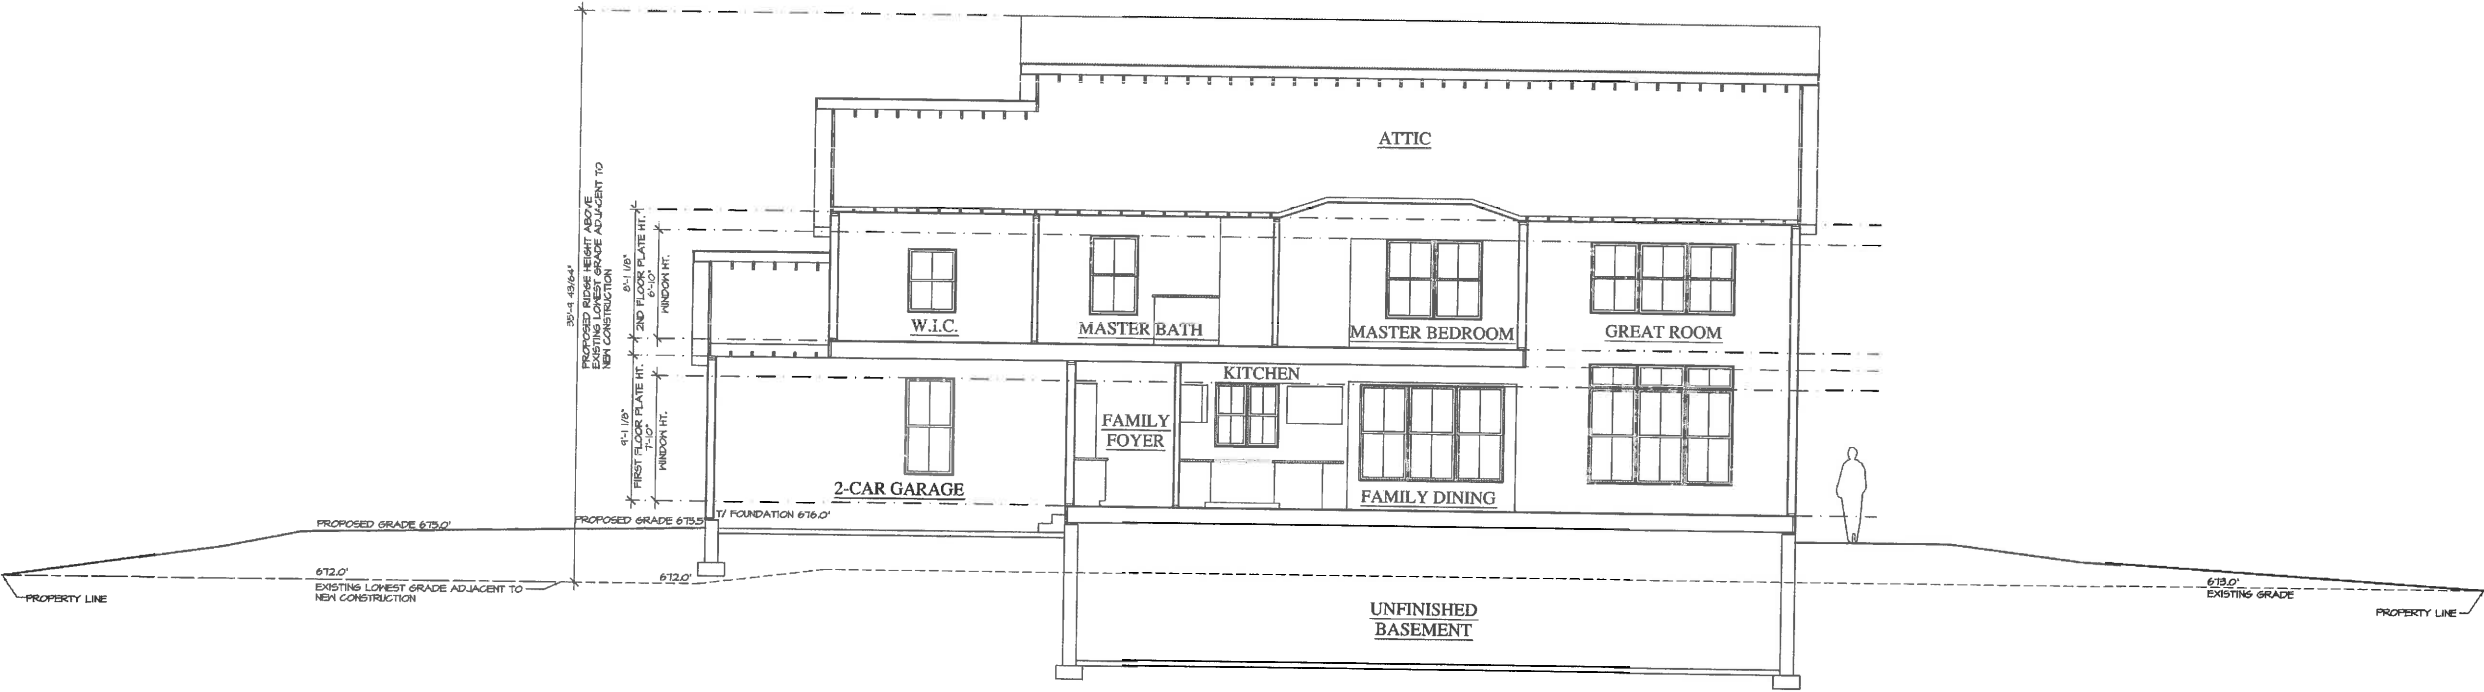 ATTIC
35'-9 43/64"
PROPOSED RIDGE HEIGHT ABOVE
EXISTING LOWEST GRADE ADJACENT TO
NEW CONSTRUCTION
8'-1 1/8"
2ND FLOOR PLATE HT.
6'-10"
WINDOW HT.
W.I.C.
MASTER BATH
MASTER BEDROOM
GREAT ROOM
9'-1 1/8"
FIRST FLOOR PLATE HT.
7'-10"
WINDOW HT.
KITCHEN
FAMILY
FOYER
2-CAR GARAGE
FAMILY DINING
PROPOSED GRADE 675.0'
PROPOSED GRADE 673.5'
T/ FOUNDATION 676.0'
672.0'
EXISTING LOWEST GRADE ADJACENT TO
NEW CONSTRUCTION
672.0'
PROPERTY LINE
673.0'
EXISTING GRADE
PROPERTY LINE
UNFINISHED
BASEMENT